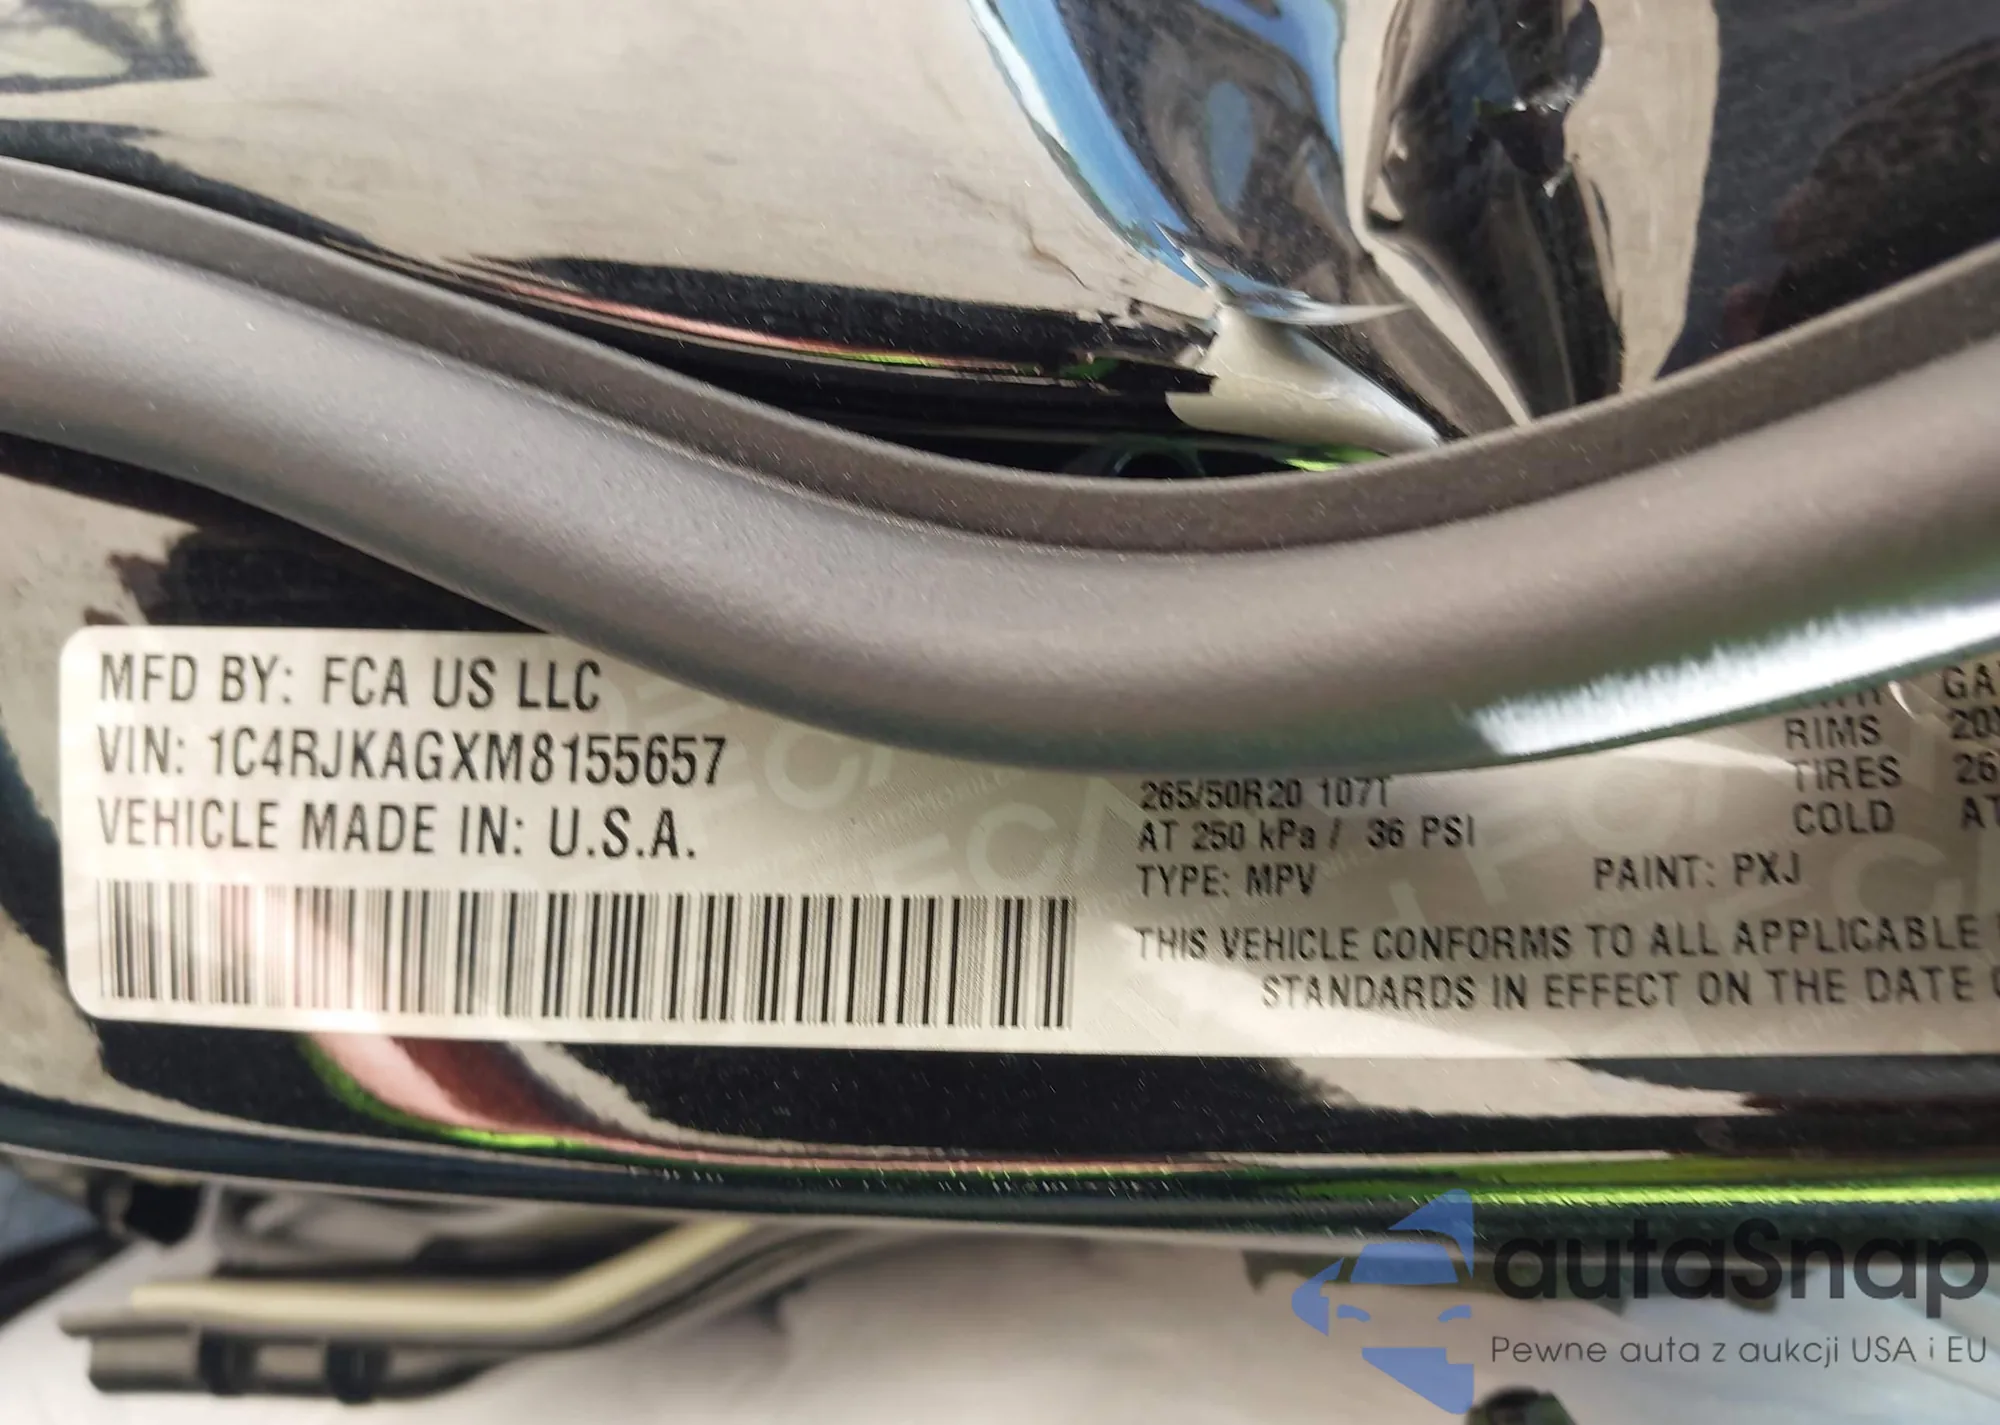 MFD BY: FCA US LLC
VIN: 1C4RJKAGXM8155657
VEHICLE MADE IN: U.S.A.
265/50R20 107T
AT 250 kPa / 36 PSI
TYPE: MPV
PAINT: PXJ
THIS VEHICLE CONFORMS TO ALL APPLICABLE
STANDARDS IN EFFECT ON THE DATE
RIMS
TIRES
COLD
AT
autaSnap
Pewne auta z aukcji USA i EU